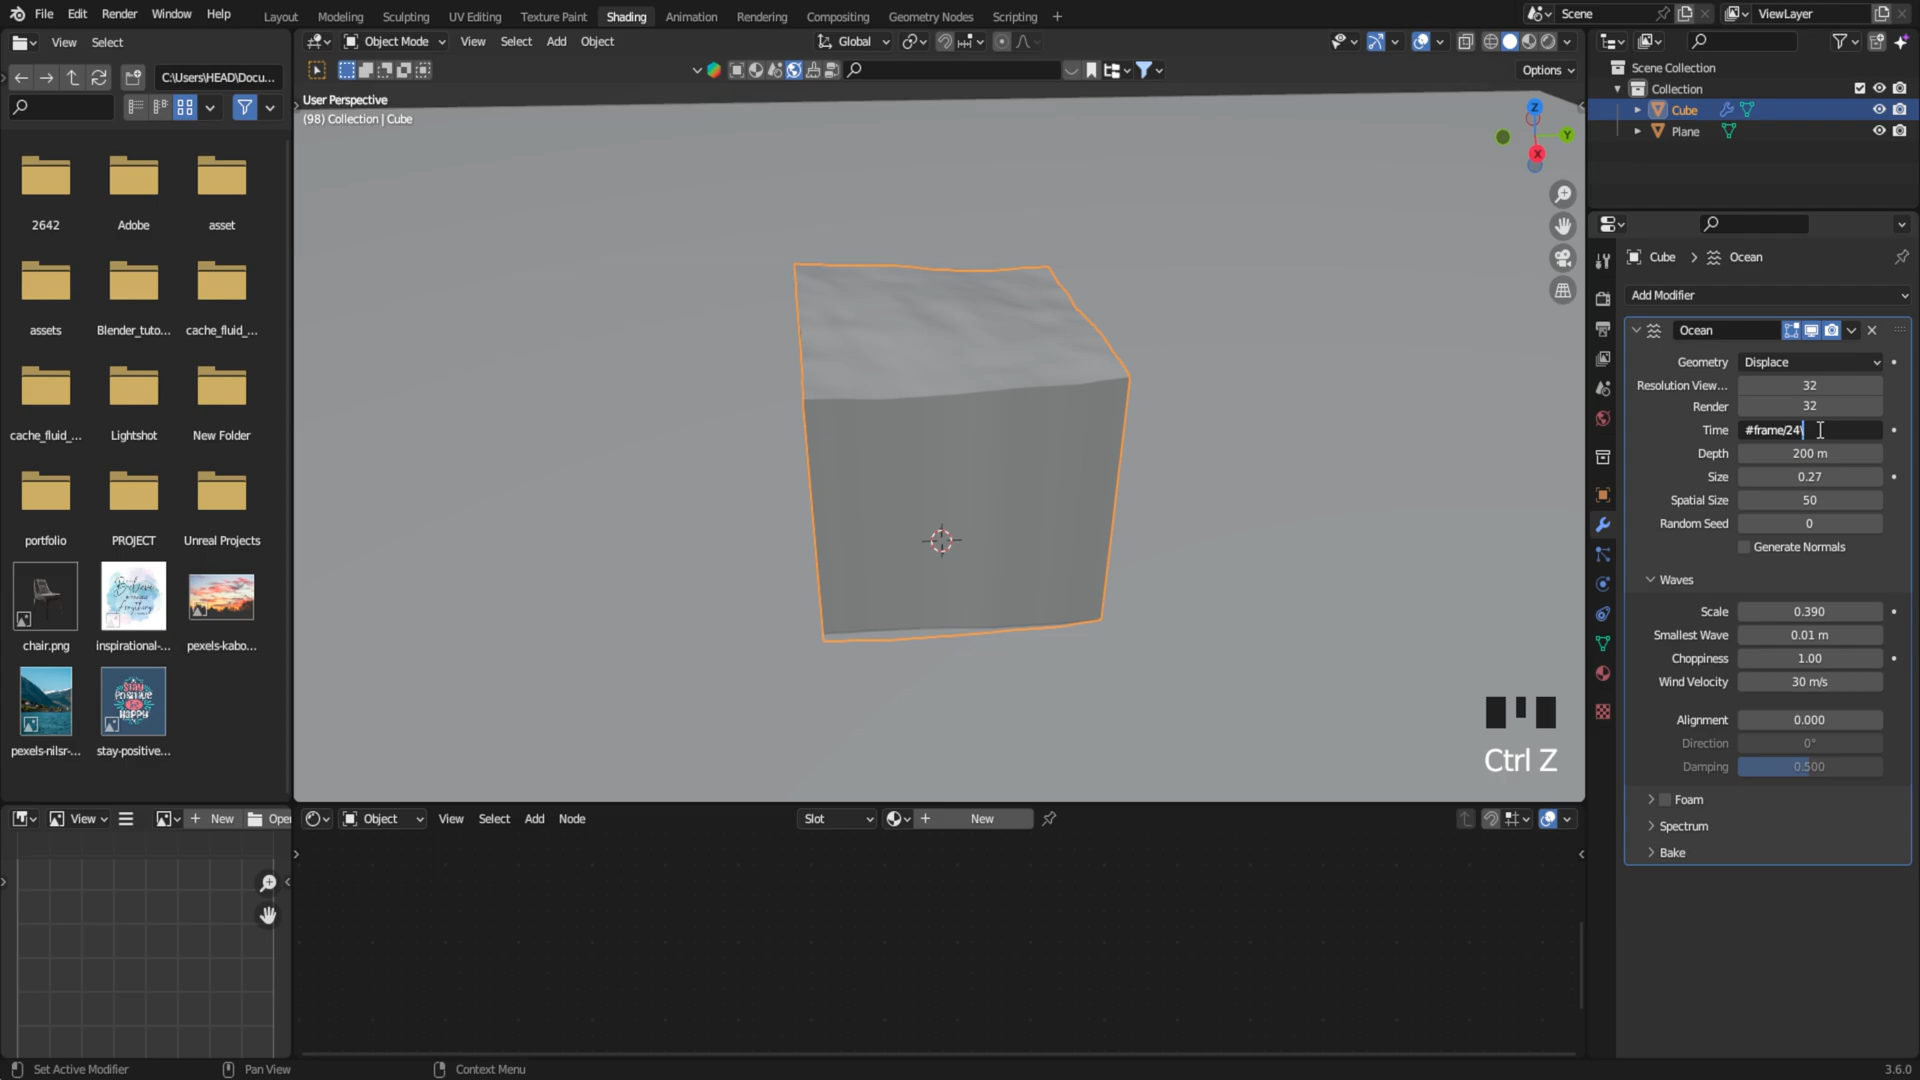 File Edit Render Window Help
Layout Modeling Sculpting UV Editing Texture Paint Shading Animation Rendering Compositing Geometry Nodes Scripting +
Scene
ViewLayer
View Select
C:\Users\HEAD\Docu...
2642
Adobe
asset
assets
Blender_tuto...
cache_fluid_...
cache_fluid_...
Lightshot
New Folder
portfolio
PROJECT
Unreal Projects
chair.png
inspirational-...
pexels-kabo...
pexels-nilsr-...
stay-positive...
Object Mode View Select Add Object
Global
Options
User Perspective
(98) Collection | Cube
Z
Y
X
Ctrl Z
Scene Collection
Collection
Cube
Plane
Cube > Ocean
Add Modifier
Ocean
Geometry Displace
Resolution View... 32
Render 32
Time #frame/24\
Depth 200 m
Size 0.27
Spatial Size 50
Random Seed 0
Generate Normals
Waves
Scale 0.390
Smallest Wave 0.01 m
Choppiness 1.00
Wind Velocity 30 m/s
Alignment 0.000
Direction 0°
Damping 0.500
Foam
Spectrum
Bake
View
+ New
Open
Object View Select Add Node
Slot
+ New
Set Active Modifier
Pan View
Context Menu
3.6.0